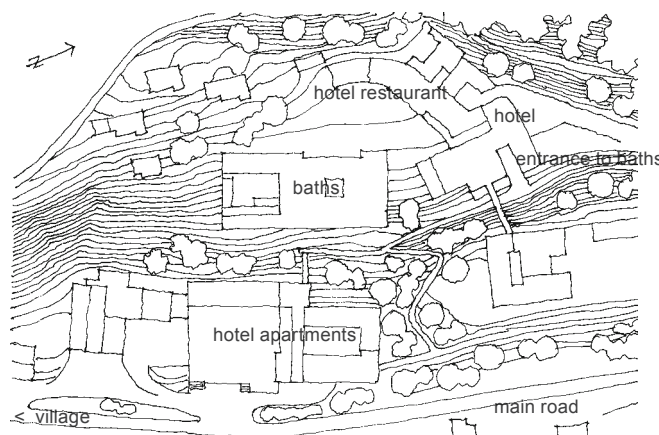 N
hotel restaurant
hotel
entrance to baths
baths
hotel apartments
main road
< village